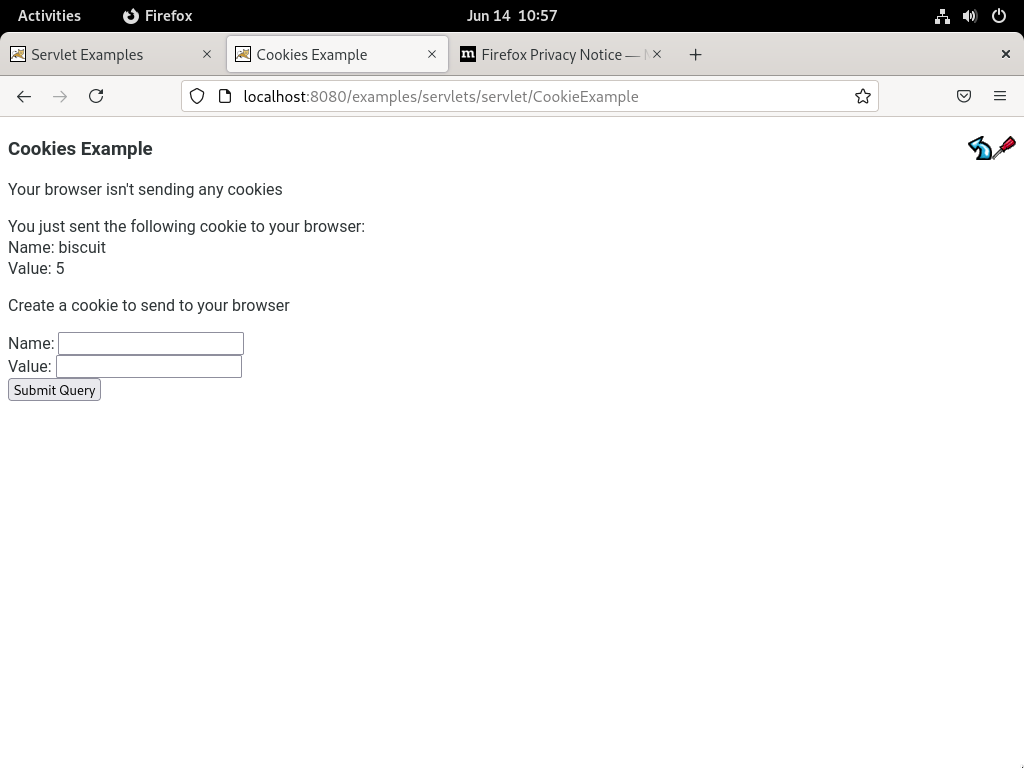 Activities Firefox Jun 14 10:57
Servlet Examples Cookies Example Firefox Privacy Notice —
localhost:8080/examples/servlets/servlet/CookieExample
Cookies Example
Your browser isn't sending any cookies
You just sent the following cookie to your browser:
Name: biscuit
Value: 5
Create a cookie to send to your browser
Name:
Value:
Submit Query